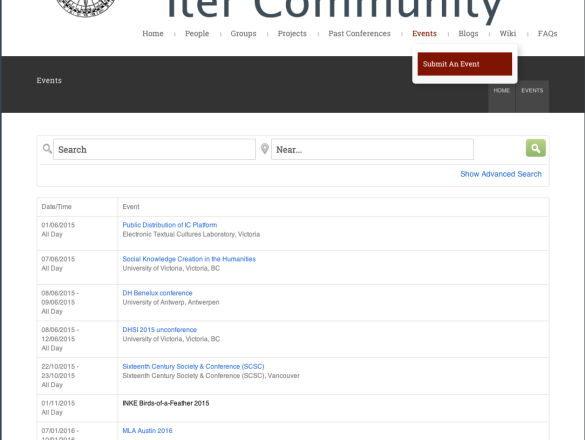 Iter Community
Home People Groups Projects Past Conferences Events Blogs Wiki FAQs
Submit An Event
Events
HOME EVENTS
Search Near...
Show Advanced Search
Date/Time Event
01/06/2015 Public Distribution of IC Platform
All Day Electronic Textual Cultures Laboratory, Victoria
07/06/2015 Social Knowledge Creation in the Humanities
All Day University of Victoria, Victoria, BC
08/06/2015 - DH Benelux conference
09/06/2015 University of Antwerp, Antwerpen
All Day
08/06/2015 - DHSI 2015 unconference
12/06/2015 University of Victoria, Victoria, BC
All Day
22/10/2015 - Sixteenth Century Society & Conference (SCSC)
23/10/2015 Sixteenth Century Society & Conference (SCSC), Vancouver
All Day
01/11/2015 INKE Birds-of-a-Feather 2015
All Day
07/01/2016 - MLA Austin 2016
10/01/2016